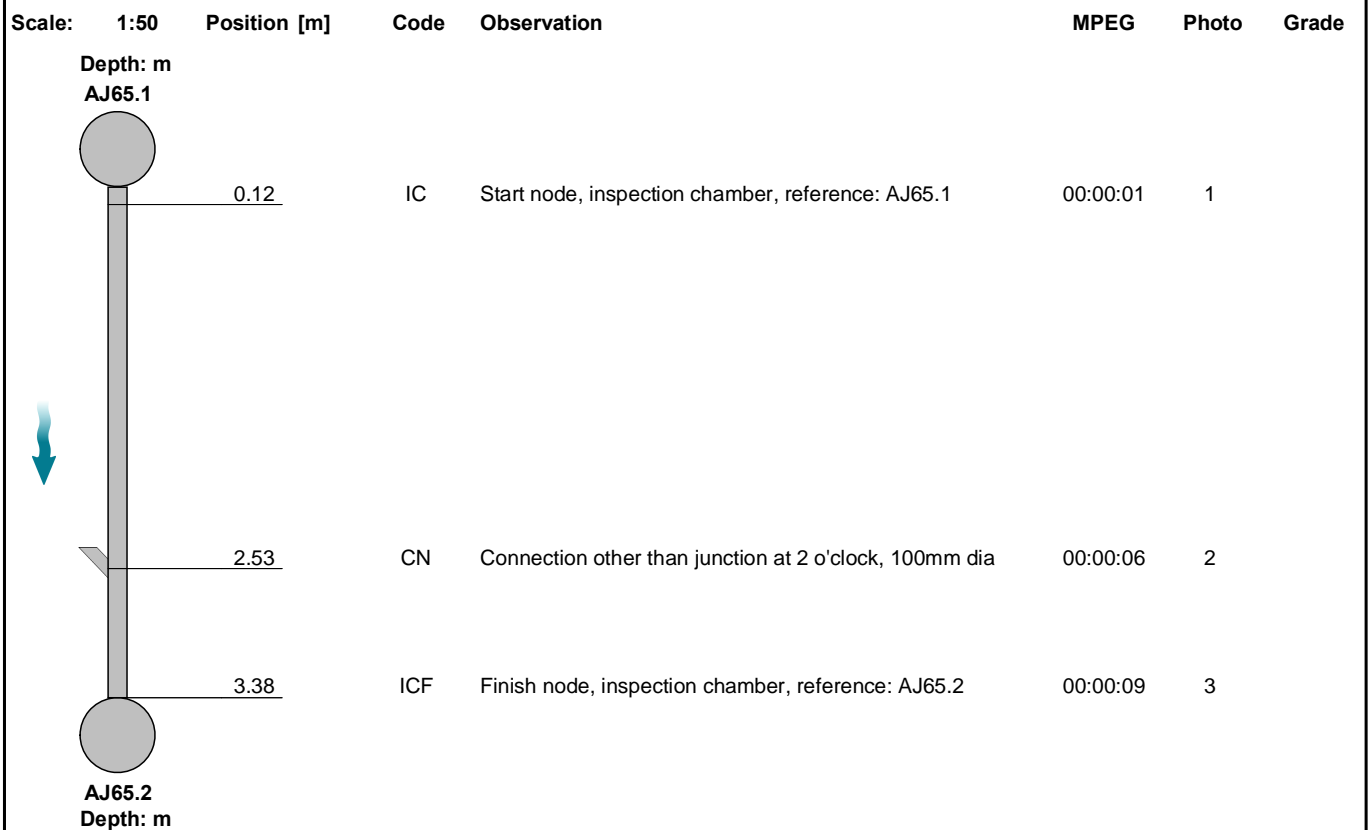 Scale: 1:50 Position [m] Code Observation MPEG Photo Grade
Depth: m
AJ65.1
0.12 IC Start node, inspection chamber, reference: AJ65.1 00:00:01 1
2.53 CN Connection other than junction at 2 o'clock, 100mm dia 00:00:06 2
3.38 ICF Finish node, inspection chamber, reference: AJ65.2 00:00:09 3
AJ65.2
Depth: m